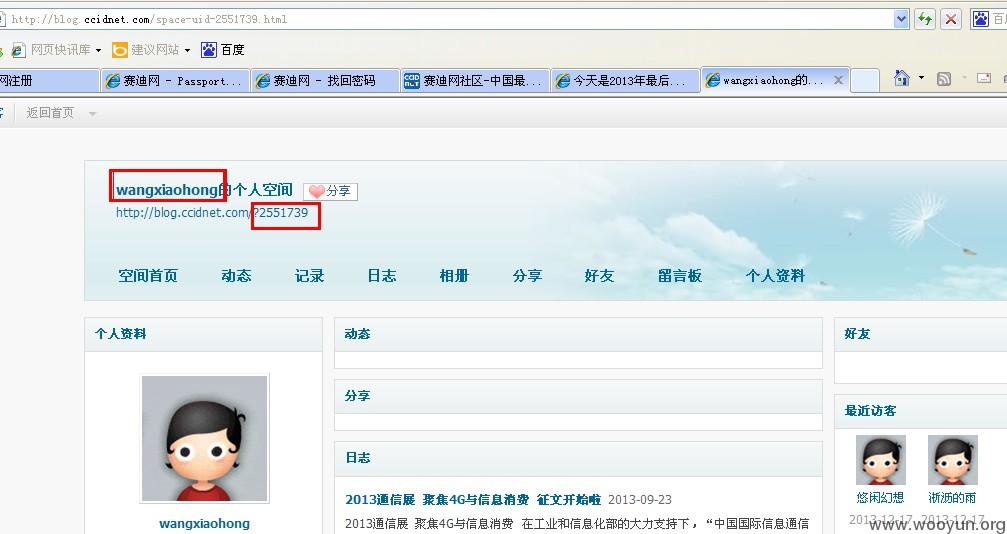 http://blog.ccidnet.com/space-uid-2551739.html
网页快讯库 建议网站 百度
网注册 赛迪网 - Passport... 赛迪网 - 找回密码 赛迪网社区-中国最... 今天是2013年最后... wangxiaohong的...
返回首页
wangxiaohong的个人空间 分享
http://blog.ccidnet.com/?2551739
空间首页 动态 记录 日志 相册 分享 好友 留言板 个人资料
个人资料
wangxiaohong
动态
分享
日志
2013通信展 聚焦4G与信息消费 征文开始啦 2013-09-23
2013通信展 聚焦4G与信息消费 在工业和信息化部的大力支持下，“中国国际信息通信
好友
最近访客
悠闲幻想 渐沥的雨
2013-12-17 2013-12-17
www.wooyun.org